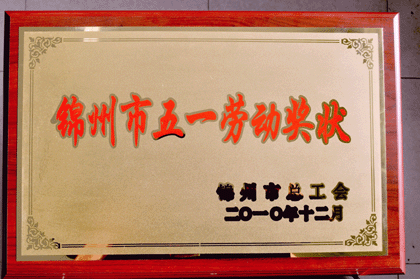 锦州市五一劳动奖状
锦州市总工会
二〇一〇年十二月